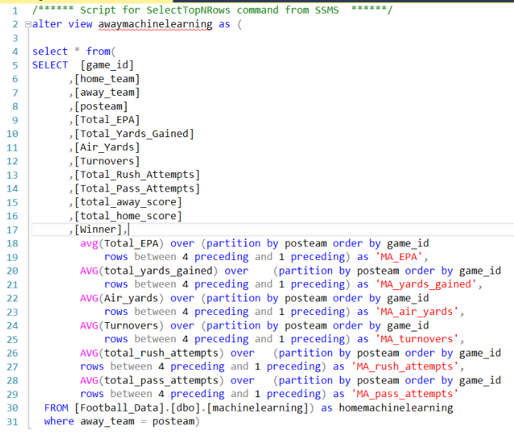 1 /****** Script for SelectTopNRows command from SSMS ******/
2 alter view awaymachinelearning as (
3
4 select * from(
5 SELECT [game_id]
6 ,[home_team]
7 ,[away_team]
8 ,[posteam]
9 ,[Total_EPA]
10 ,[Total_Yards_Gained]
11 ,[Air_Yards]
12 ,[Turnovers]
13 ,[Total_Rush_Attempts]
14 ,[Total_Pass_Attempts]
15 ,[total_away_score]
16 ,[total_home_score]
17 ,[Winner],
18 avg(Total_EPA) over (partition by posteam order by game_id
19 rows between 4 preceding and 1 preceding) as 'MA_EPA',
20 AVG(total_yards_gained) over (partition by posteam order by game_id
21 rows between 4 preceding and 1 preceding) as 'MA_yards_gained',
22 AVG(Air_yards) over (partition by posteam order by game_id
23 rows between 4 preceding and 1 preceding) as 'MA_air_yards',
24 AVG(Turnovers) over (partition by posteam order by game_id
25 rows between 4 preceding and 1 preceding) as 'MA_turnovers',
26 AVG(total_rush_attempts) over (partition by posteam order by game_id
27 rows between 4 preceding and 1 preceding) as 'MA_rush_attempts',
28 AVG(total_pass_attempts) over (partition by posteam order by game_id
29 rows between 4 preceding and 1 preceding) as 'MA_pass_attempts'
30 FROM [Football_Data].[dbo].[machinelearning]) as homemachinelearning
31 where away_team = posteam)